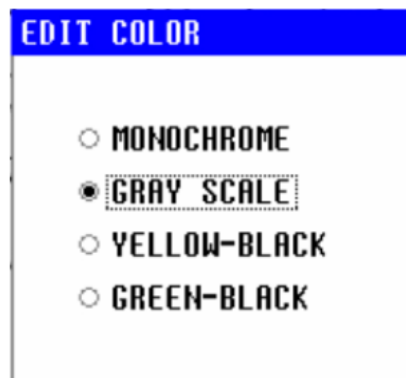 EDIT COLOR
MONOCHROME
GRAY SCALE
YELLOW-BLACK
GREEN-BLACK